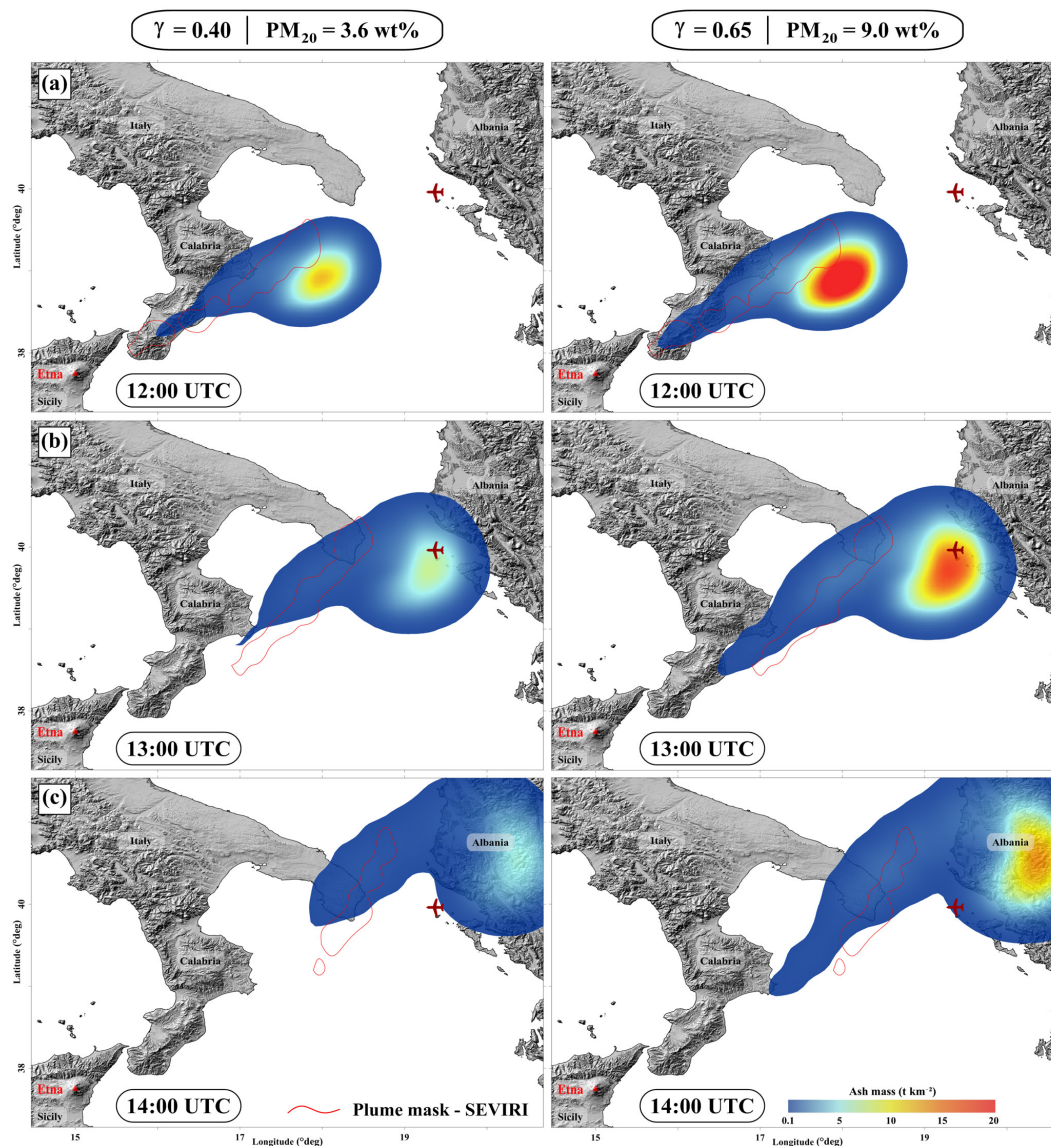 γ = 0.40 | PM20 = 3.6 wt%
γ = 0.65 | PM20 = 9.0 wt%
(a)
Italy
Albania
Calabria
Etna
Sicily
12:00 UTC
Latitude (°deg)
40
38
Italy
Albania
Calabria
Etna
Sicily
12:00 UTC
(b)
Italy
Albania
Calabria
Etna
Sicily
13:00 UTC
Latitude (°deg)
40
38
Italy
Albania
Calabria
Etna
Sicily
13:00 UTC
(c)
Italy
Albania
Calabria
Etna
Sicily
14:00 UTC
Plume mask - SEVIRI
Latitude (°deg)
40
38
15 17 19
Longitude (°deg)
Italy
Albania
Calabria
Etna
Sicily
14:00 UTC
Ash mass (t km⁻²)
0.1 5 10 15 20
15 17 19
Longitude (°deg)